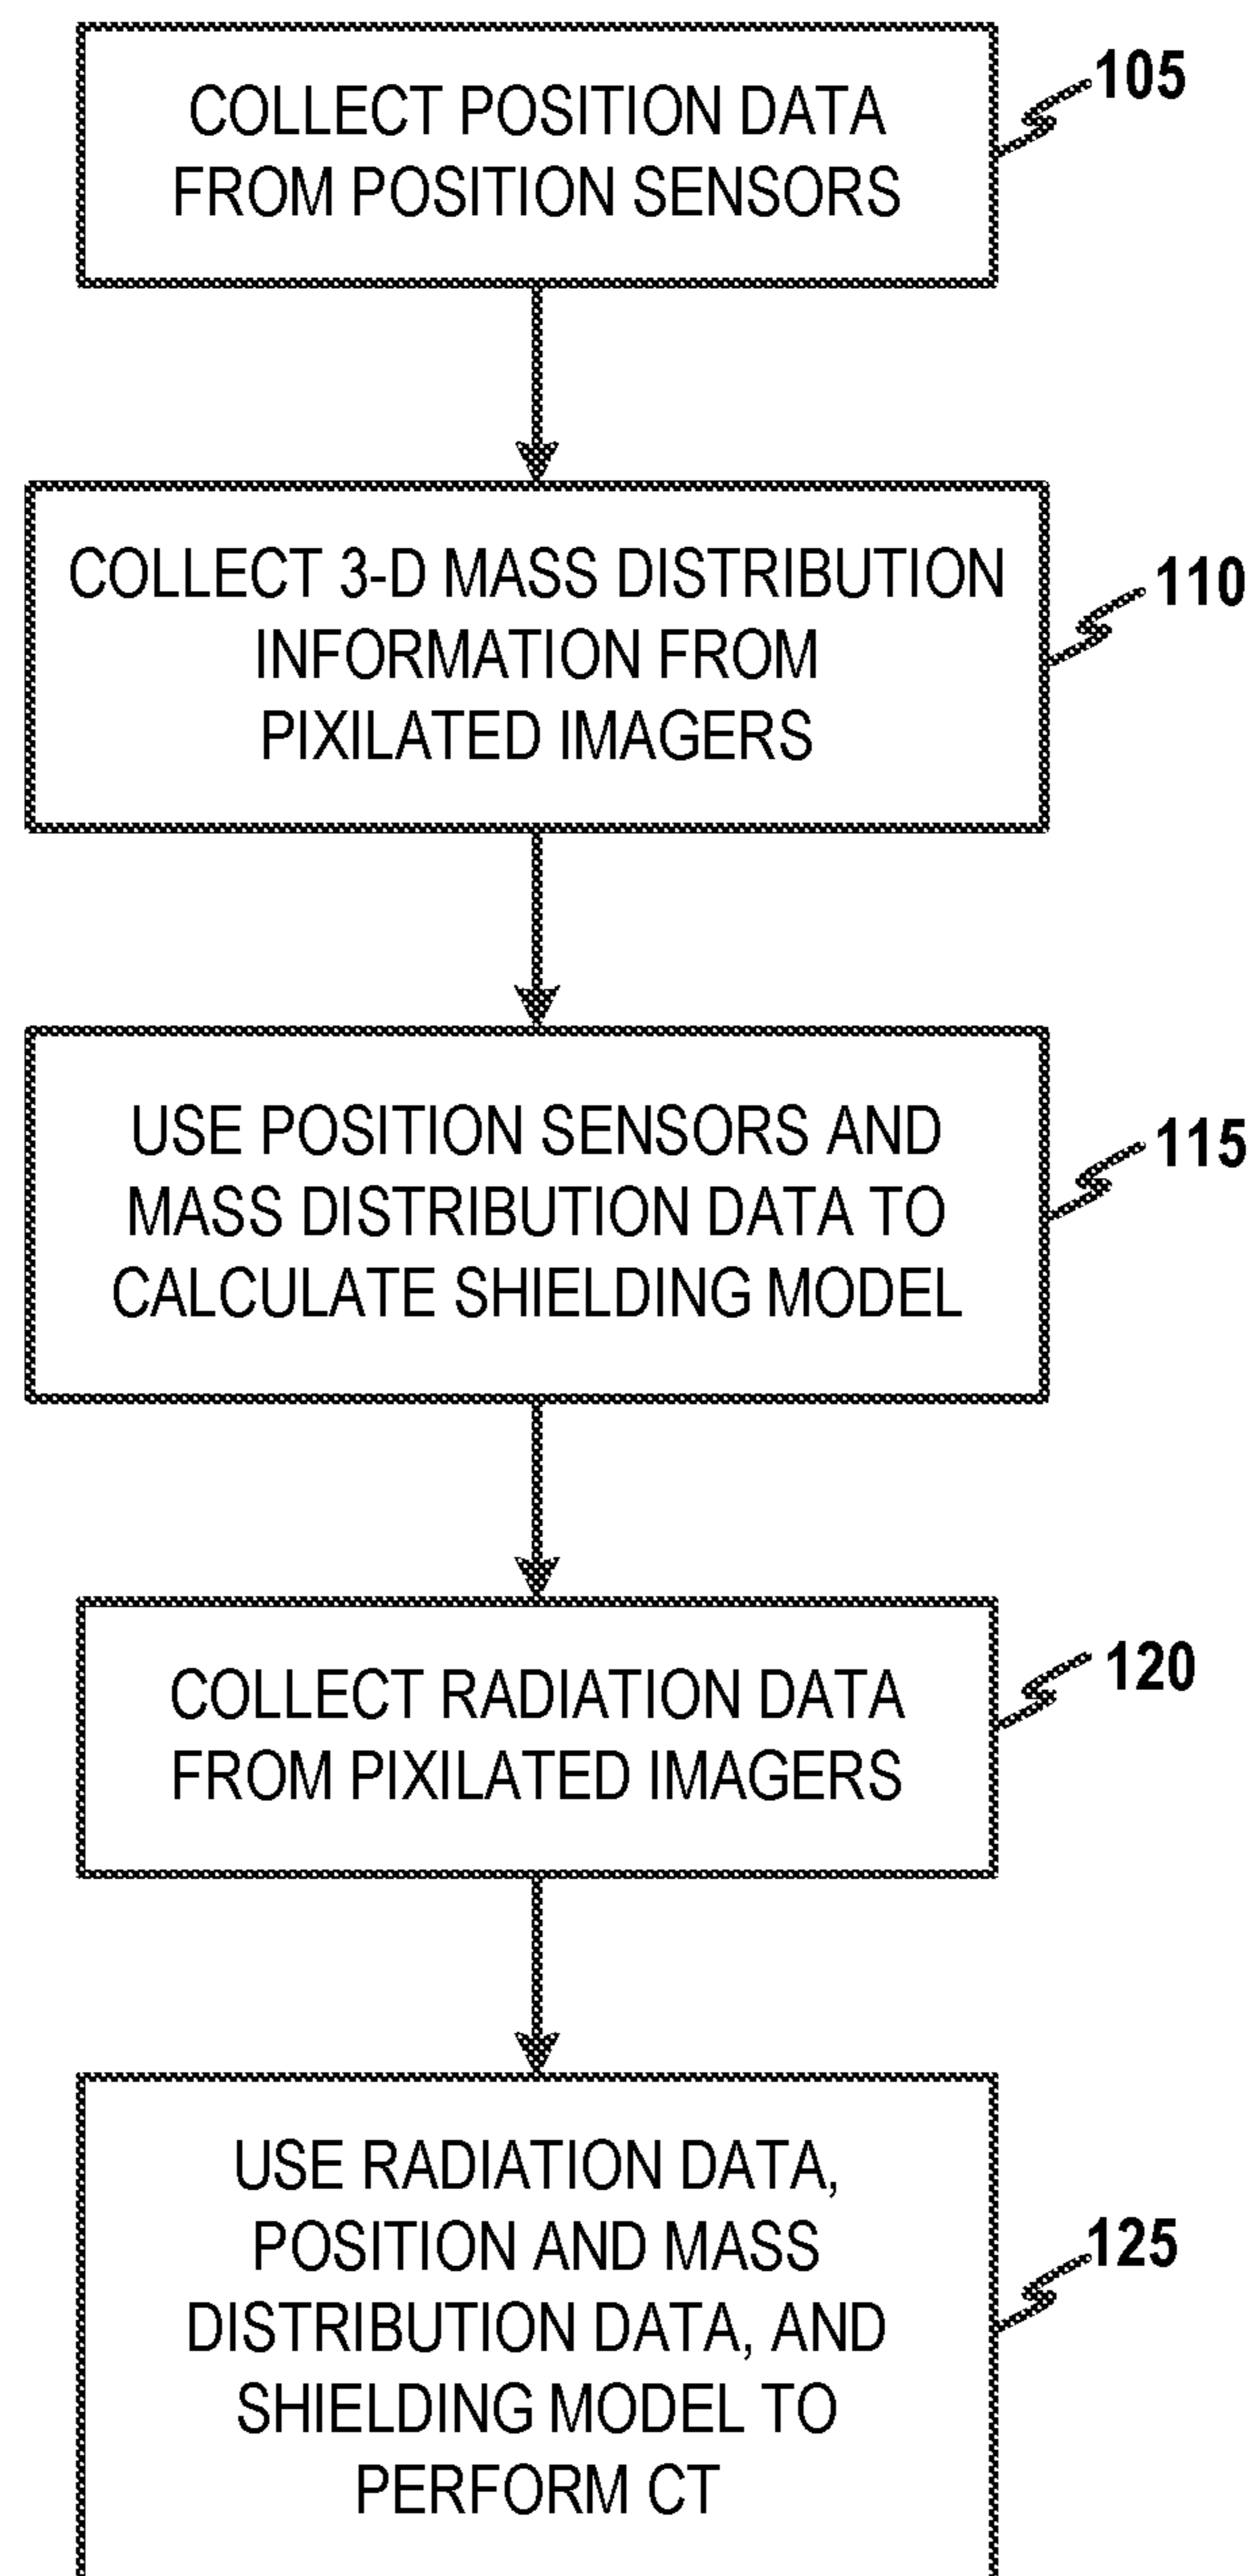 COLLECT POSITION DATA
FROM POSITION SENSORS
105
COLLECT 3-D MASS DISTRIBUTION
INFORMATION FROM
PIXILATED IMAGERS
110
USE POSITION SENSORS AND
MASS DISTRIBUTION DATA TO
CALCULATE SHIELDING MODEL
115
COLLECT RADIATION DATA
FROM PIXILATED IMAGERS
120
USE RADIATION DATA,
POSITION AND MASS
DISTRIBUTION DATA, AND
SHIELDING MODEL TO
PERFORM CT
125